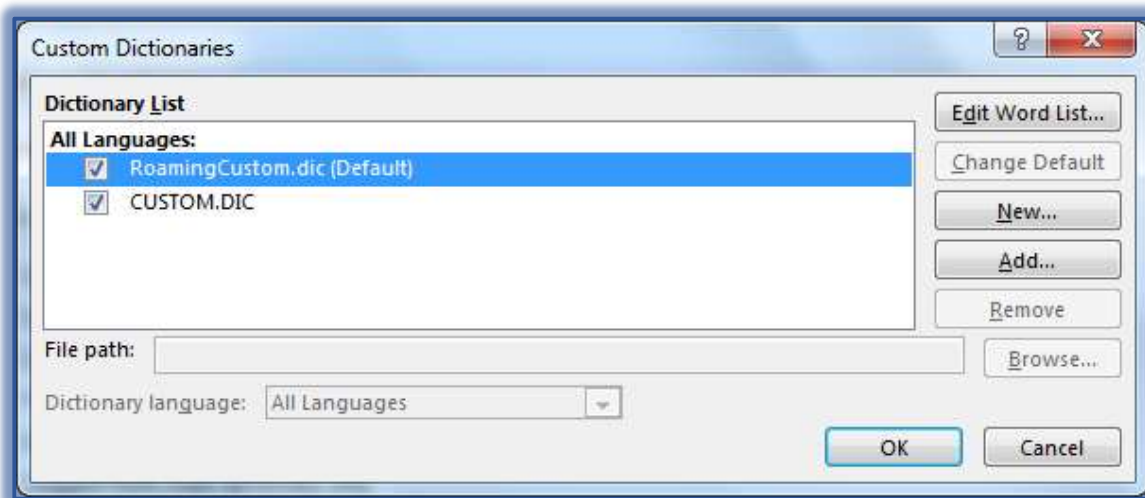 Custom Dictionaries
Dictionary List
All Languages:
RoamingCustom.dic (Default)
CUSTOM.DIC
Edit Word List...
Change Default
New...
Add...
Remove
File path:
Browse...
Dictionary language: All Languages
OK Cancel